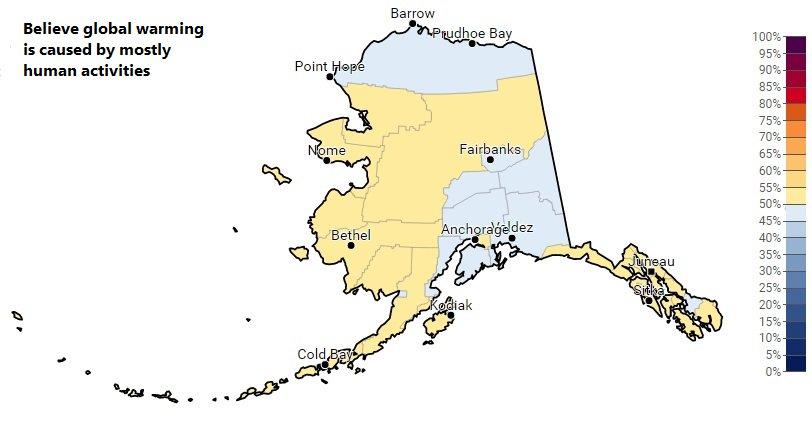 Believe global warming
is caused by mostly
human activities
Barrow
Prudhoe Bay
Point Hope
Nome
Fairbanks
Bethel
Anchorage
Valdez
Juneau
Sitka
Kodiak
Cold Bay
100%
95%
90%
85%
80%
75%
70%
65%
60%
55%
50%
45%
40%
35%
30%
25%
20%
15%
10%
5%
0%